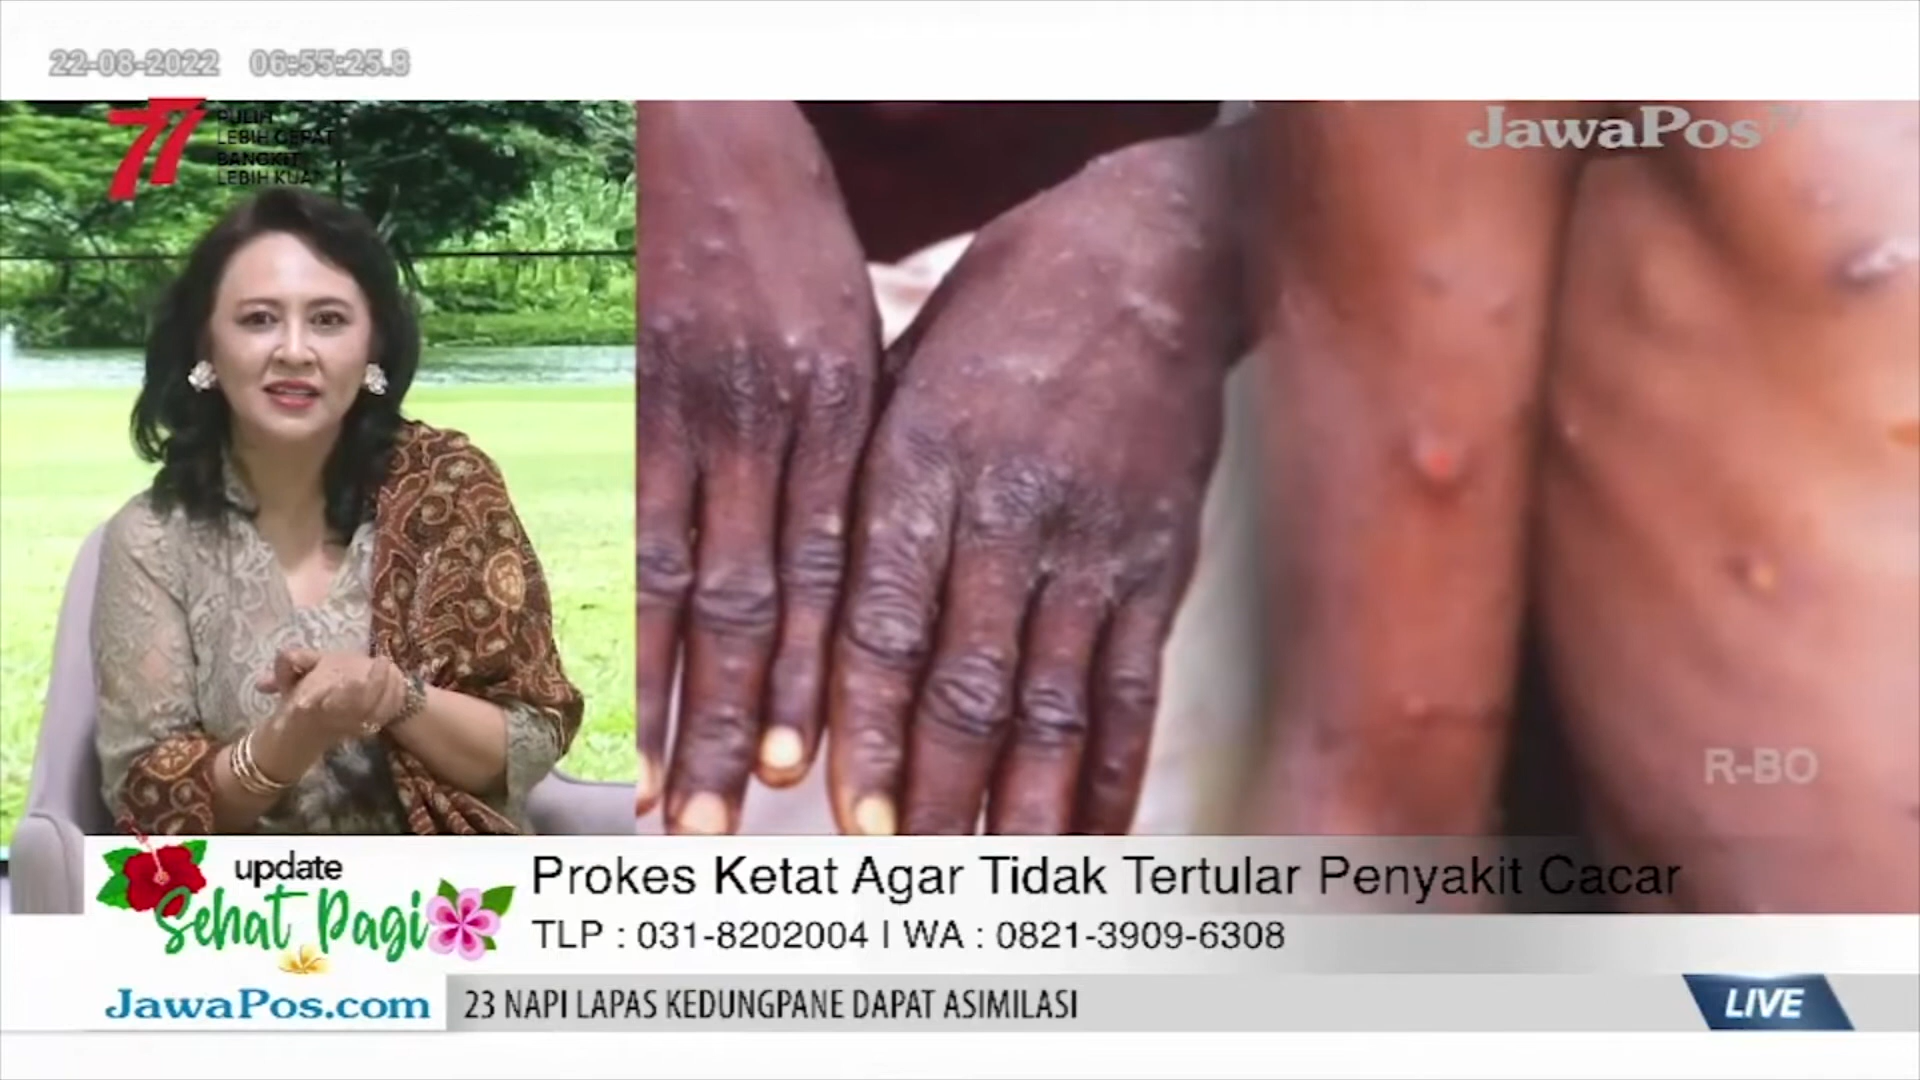 22-08-2022 06:55:25.8
77
PULIH
LEBIH CEPAT
BANGKIT
LEBIH KUAT
JawaPos TV
R-BO
update
Sehat Pagi
Prokes Ketat Agar Tidak Tertular Penyakit Cacar
TLP : 031-8202004 | WA : 0821-3909-6308
JawaPos.com
23 NAPI LAPAS KEDUNGPANE DAPAT ASIMILASI
LIVE